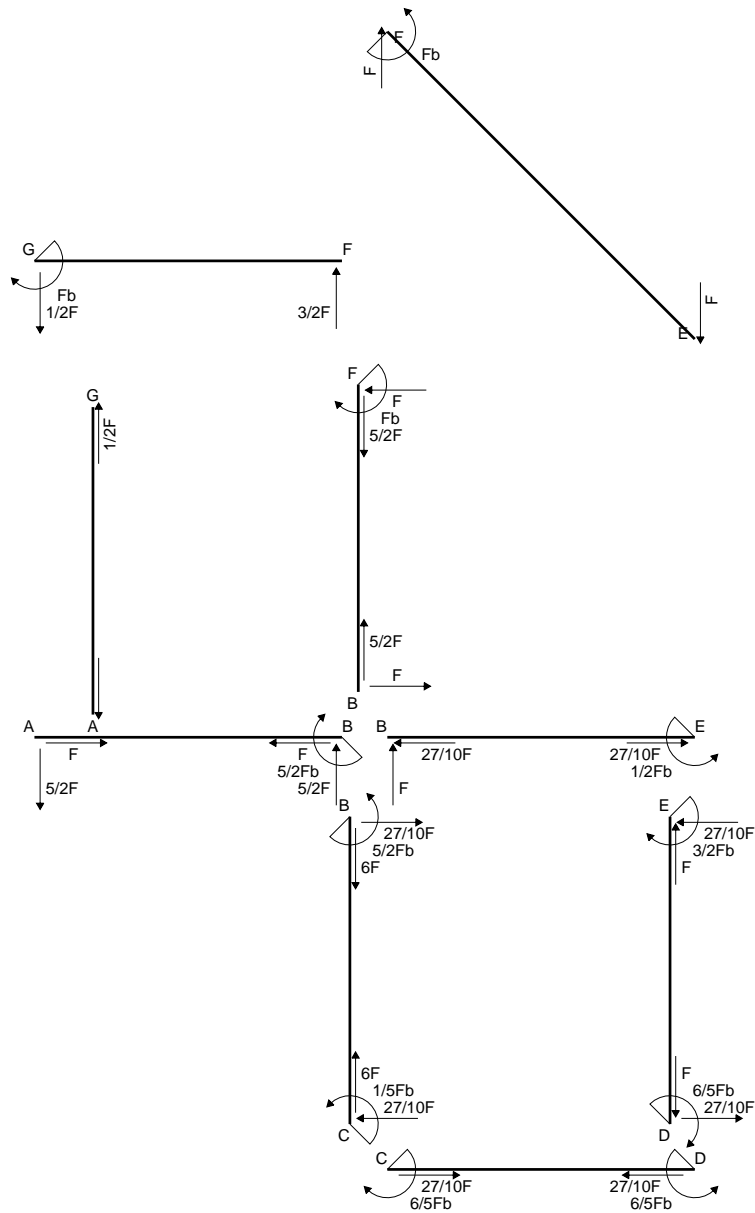 F
Fb
F
G
F
Fb
1/2F
3/2F
F
E
G
1/2F
F
F
Fb
5/2F
5/2F
F
B
A
A
B
B
E
F
F
27/10F
27/10F
5/2Fb
1/2Fb
5/2F
5/2F
F
B
E
27/10F
27/10F
5/2Fb
3/2Fb
6F
F
6F
F
1/5Fb
6/5Fb
27/10F
27/10F
C
D
C
D
27/10F
27/10F
6/5Fb
6/5Fb